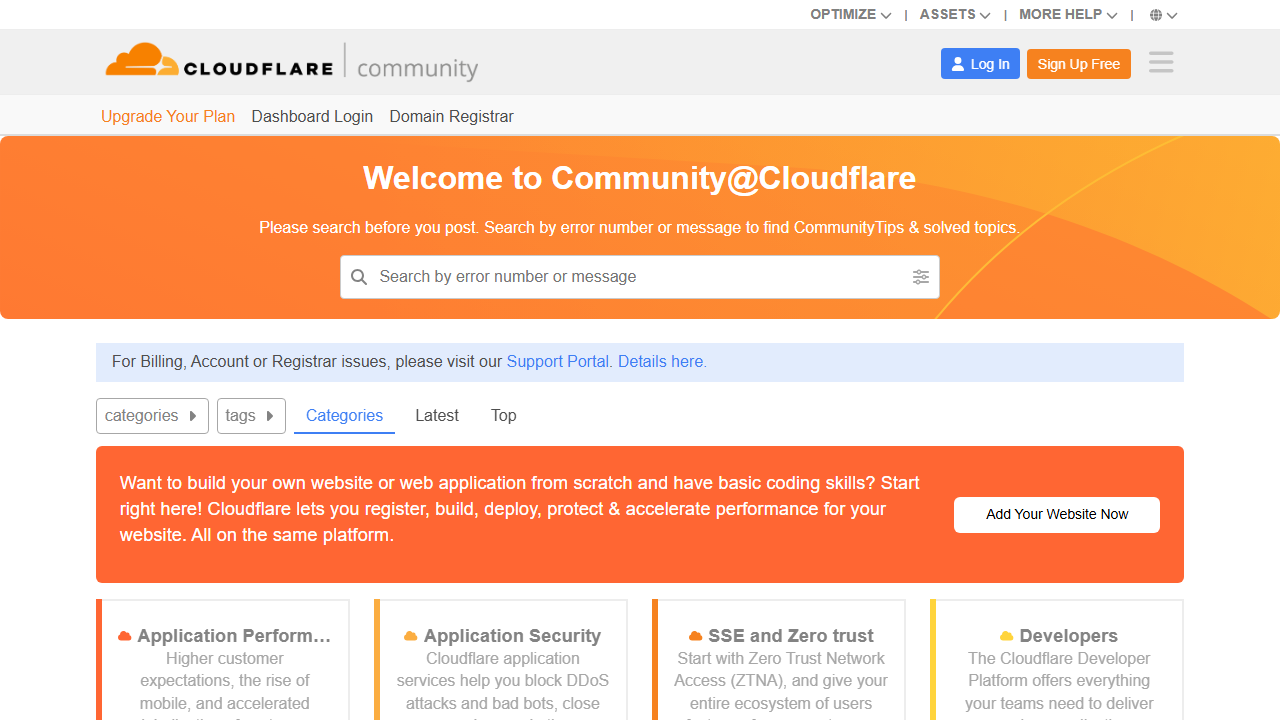 OPTIMIZE | ASSETS | MORE HELP |
CLOUDFLARE | community
Log In
Sign Up Free
Upgrade Your Plan Dashboard Login Domain Registrar
Welcome to Community@Cloudflare
Please search before you post. Search by error number or message to find CommunityTips & solved topics.
Search by error number or message
For Billing, Account or Registrar issues, please visit our Support Portal. Details here.
categories tags Categories Latest Top
Want to build your own website or web application from scratch and have basic coding skills? Start
right here! Cloudflare lets you register, build, deploy, protect & accelerate performance for your
website. All on the same platform.
Add Your Website Now
Application Perform…
Higher customer
expectations, the rise of
mobile, and accelerated
Application Security
Cloudflare application
services help you block DDoS
attacks and bad bots, close
SSE and Zero trust
Start with Zero Trust Network
Access (ZTNA), and give your
entire ecosystem of users
Developers
The Cloudflare Developer
Platform offers everything
your teams need to deliver